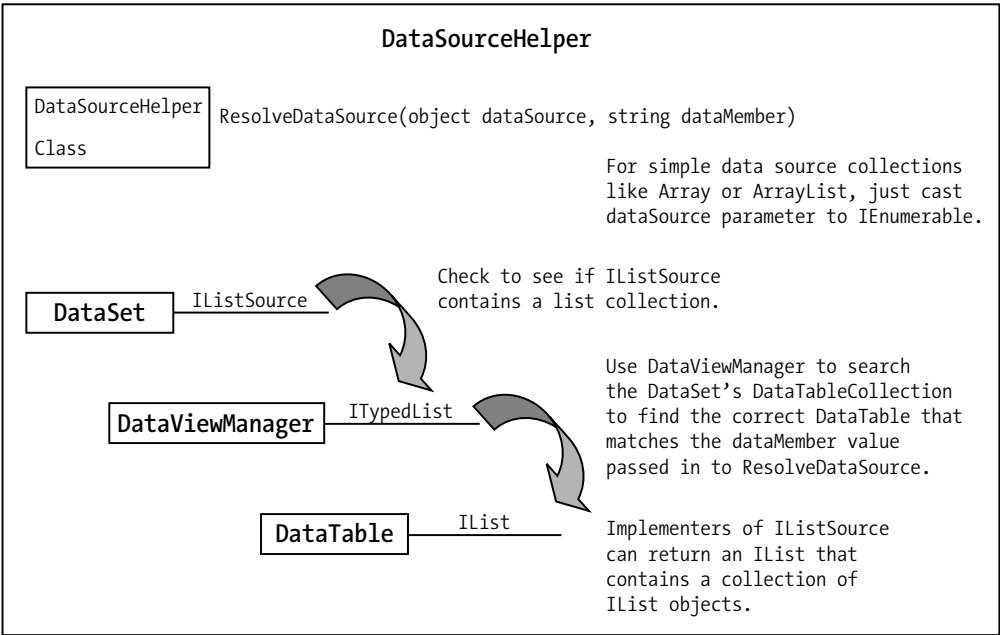 DataSourceHelper
DataSourceHelper
Class
ResolveDataSource(object dataSource, string dataMember)
For simple data source collections
like Array or ArrayList, just cast
dataSource parameter to IEnumerable.
DataSet
IListSource
Check to see if IListSource
contains a list collection.
DataViewManager
ITypedList
Use DataViewManager to search
the DataSet’s DataTableCollection
to find the correct DataTable that
matches the dataMember value
passed in to ResolveDataSource.
DataTable
IList
Implementers of IListSource
can return an IList that
contains a collection of
IList objects.